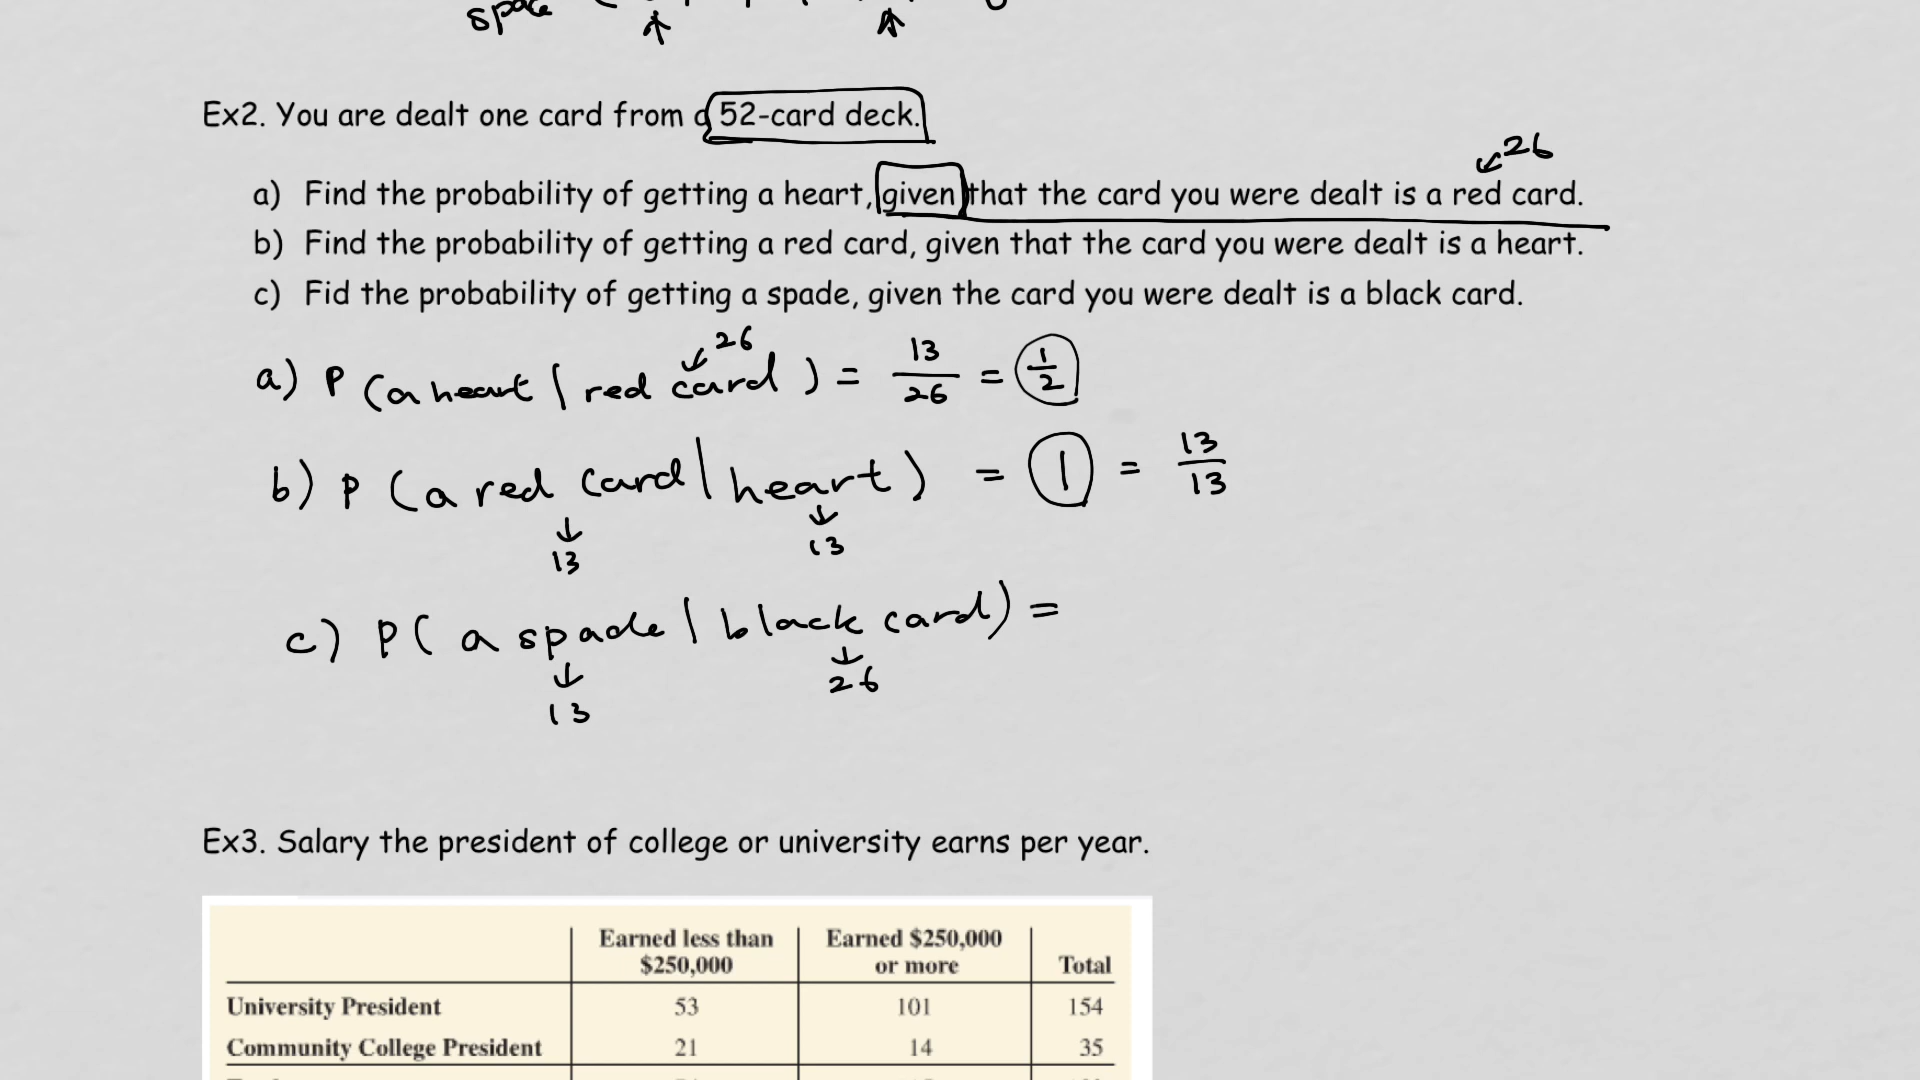 space
Ex2. You are dealt one card from a 52-card deck.
26
a) Find the probability of getting a heart, given that the card you were dealt is a red card.
b) Find the probability of getting a red card, given that the card you were dealt is a heart.
c) Fid the probability of getting a spade, given the card you were dealt is a black card.
26
a) P (a heart | red card) = 13/26 = 1/2
b) P (a red card | heart) = 1 = 13/13
↓ ↓
13 13
c) P( a spade | black card) =
↓ ↓
13 26
Ex3. Salary the president of college or university earns per year.
Earned less than $250,000 Earned $250,000 or more Total
University President 53 101 154
Community College President 21 14 35